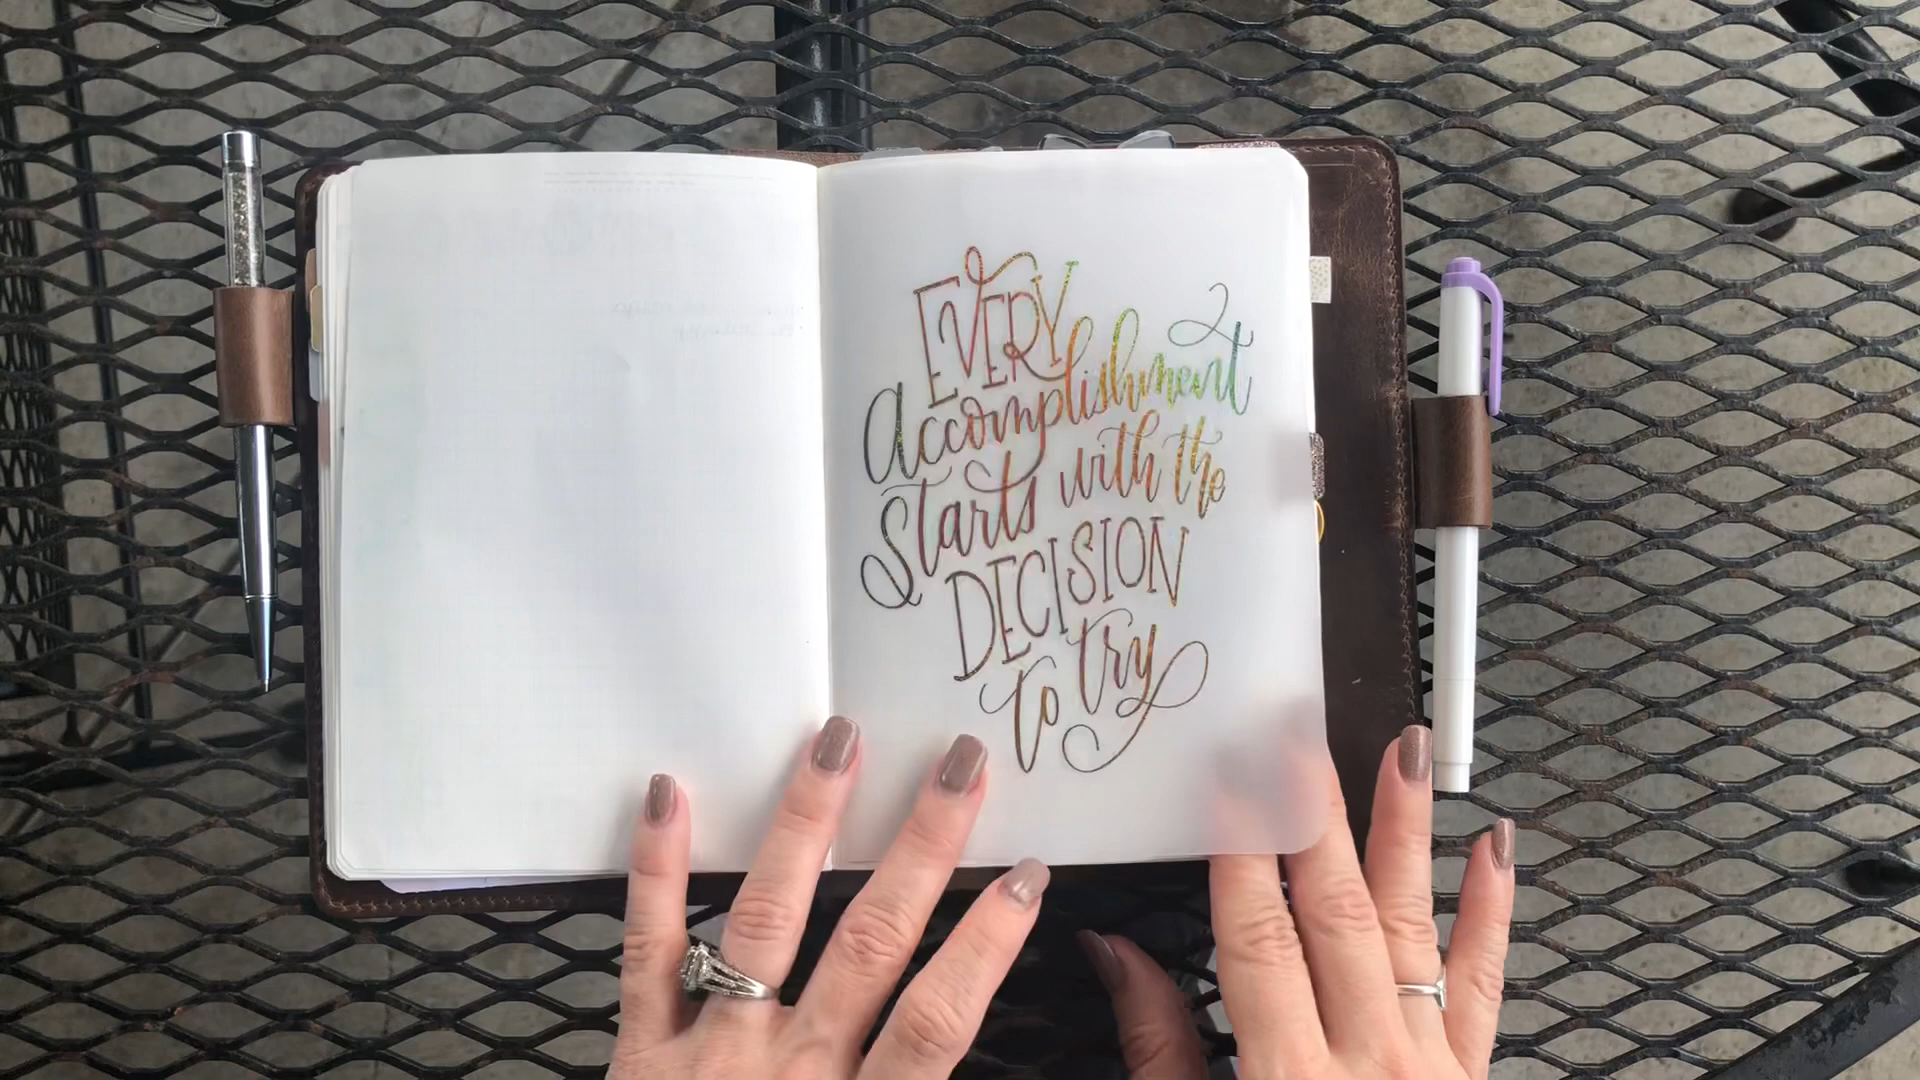 EVERY
accomplishment
starts with the
DECISION
to try